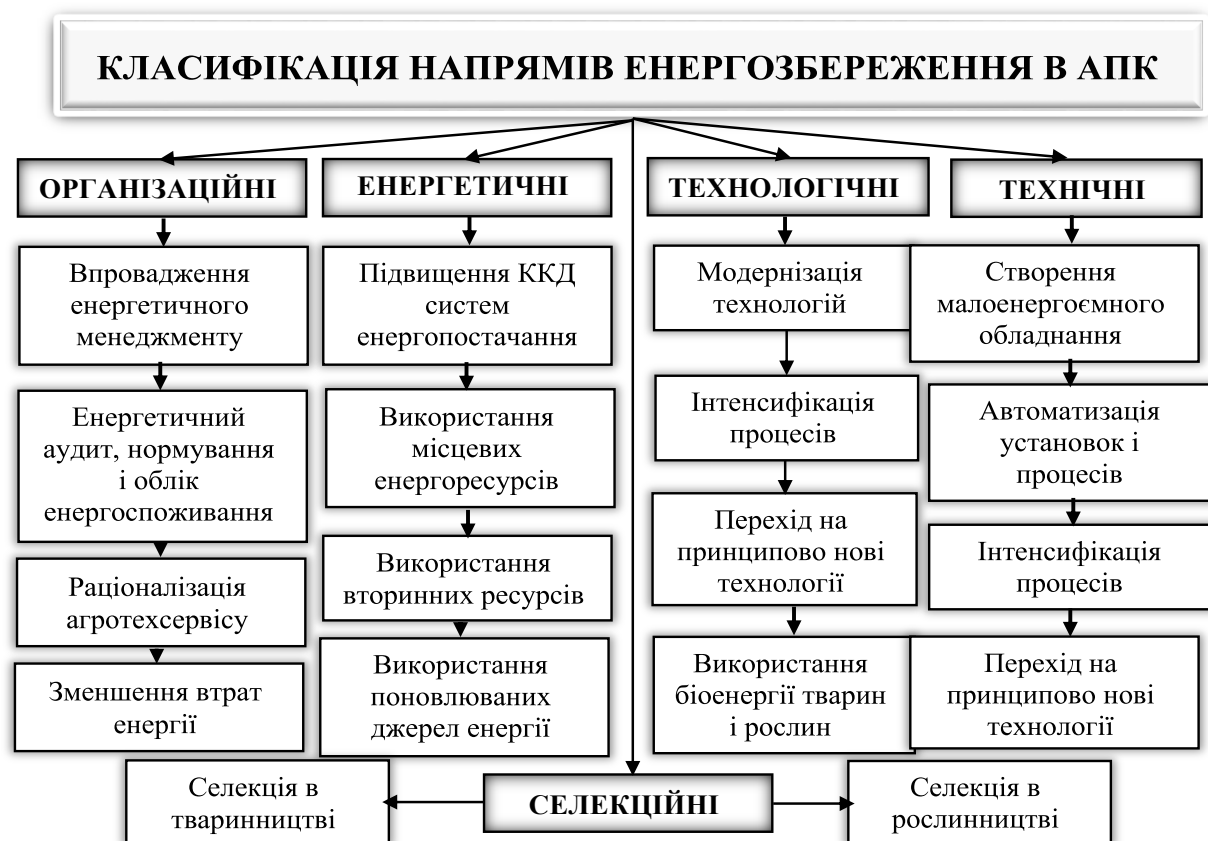 КЛАСИФІКАЦІЯ НАПРЯМІВ ЕНЕРГОЗБЕРЕЖЕННЯ В АПК
ОРГАНІЗАЦІЙНІ
Впровадження
енергетичного
менеджменту
Енергетичний
аудит, нормування
і облік
енергоспоживання
Раціоналізація
агротехсервісу
Зменшення втрат
енергії
ЕНЕРГЕТИЧНІ
Підвищення ККД
систем
енергопостачання
Використання
місцевих
енергоресурсів
Використання
вторинних ресурсів
Використання
поновлюваних
джерел енергії
ТЕХНОЛОГІЧНІ
Модернізація
технологій
Інтенсифікація
процесів
Перехід на
принципово нові
технології
Використання
біоенергії тварин
і рослин
ТЕХНІЧНІ
Створення
малоенергоємного
обладнання
Автоматизація
установок і
процесів
Інтенсифікація
процесів
Перехід на
принципово нові
технології
Селекція в
тваринництві
СЕЛЕКЦІЙНІ
Селекція в
рослинництві